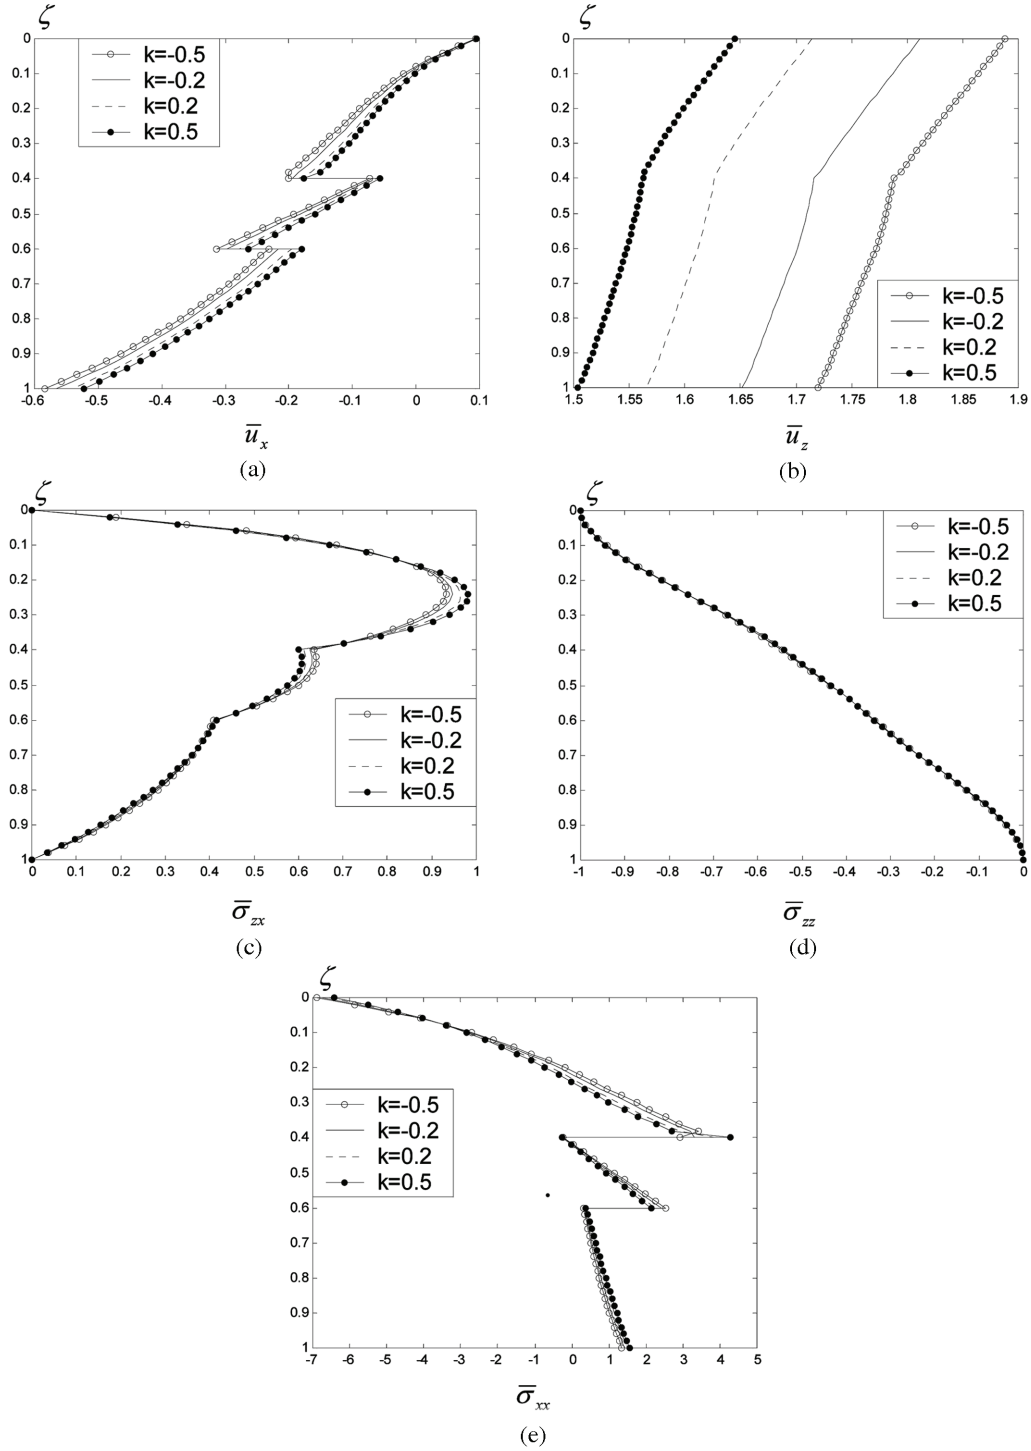 ζ
0
0.1
0.2
0.3
0.4
0.5
0.6
0.7
0.8
0.9
1
k=-0.5
k=-0.2
k=0.2
k=0.5
-0.6 -0.5 -0.4 -0.3 -0.2 -0.1 0 0.1
u̅x
(a)
ζ
0
0.1
0.2
0.3
0.4
0.5
0.6
0.7
0.8
0.9
1
k=-0.5
k=-0.2
k=0.2
k=0.5
1.5 1.55 1.6 1.65 1.7 1.75 1.8 1.85 1.9
u̅z
(b)
ζ
0
0.1
0.2
0.3
0.4
0.5
0.6
0.7
0.8
0.9
1
k=-0.5
k=-0.2
k=0.2
k=0.5
0 0.1 0.2 0.3 0.4 0.5 0.6 0.7 0.8 0.9 1
σ̅zx
(c)
ζ
0
0.1
0.2
0.3
0.4
0.5
0.6
0.7
0.8
0.9
1
k=-0.5
k=-0.2
k=0.2
k=0.5
-1 -0.9 -0.8 -0.7 -0.6 -0.5 -0.4 -0.3 -0.2 -0.1 0
σ̅zz
(d)
ζ
0
0.1
0.2
0.3
0.4
0.5
0.6
0.7
0.8
0.9
1
k=-0.5
k=-0.2
k=0.2
k=0.5
-7 -6 -5 -4 -3 -2 -1 0 1 2 3 4 5
σ̅xx
(e)